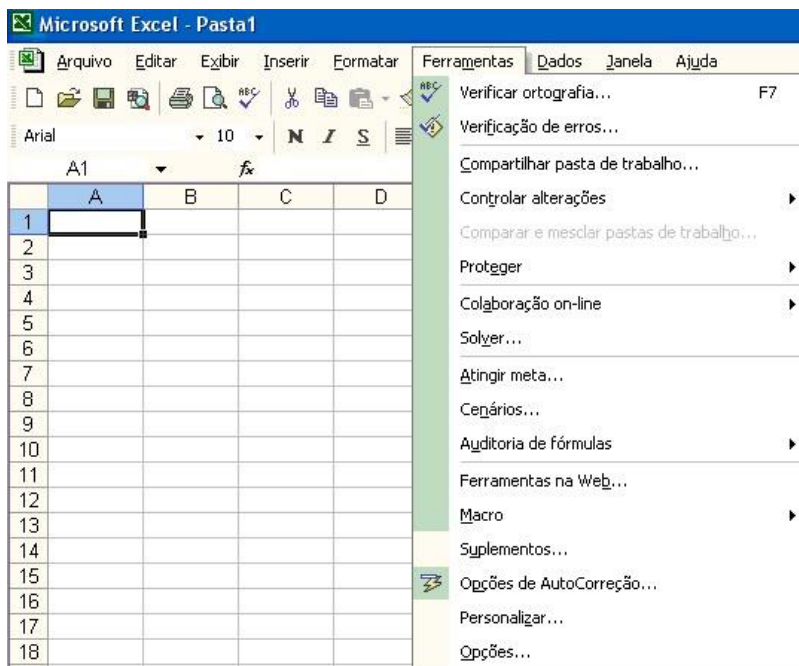 Microsoft Excel - Pasta1
Arquivo Editar Exibir Inserir Formatar Ferramentas Dados Janela Ajuda
ABC
Arial 10 N I S
A1 fx
A B C D
1
2
3
4
5
6
7
8
9
10
11
12
13
14
15
16
17
18
ABC Verificar ortografia... F7
Verificação de erros...
Compartilhar pasta de trabalho...
Controlar alterações
Comparar e mesclar pastas de trabalho...
Proteger
Colaboração on-line
Solver...
Atingir meta...
Cenários...
Auditoria de fórmulas
Ferramentas na Web...
Macro
Suplementos...
Opções de AutoCorreção...
Personalizar...
Opções...